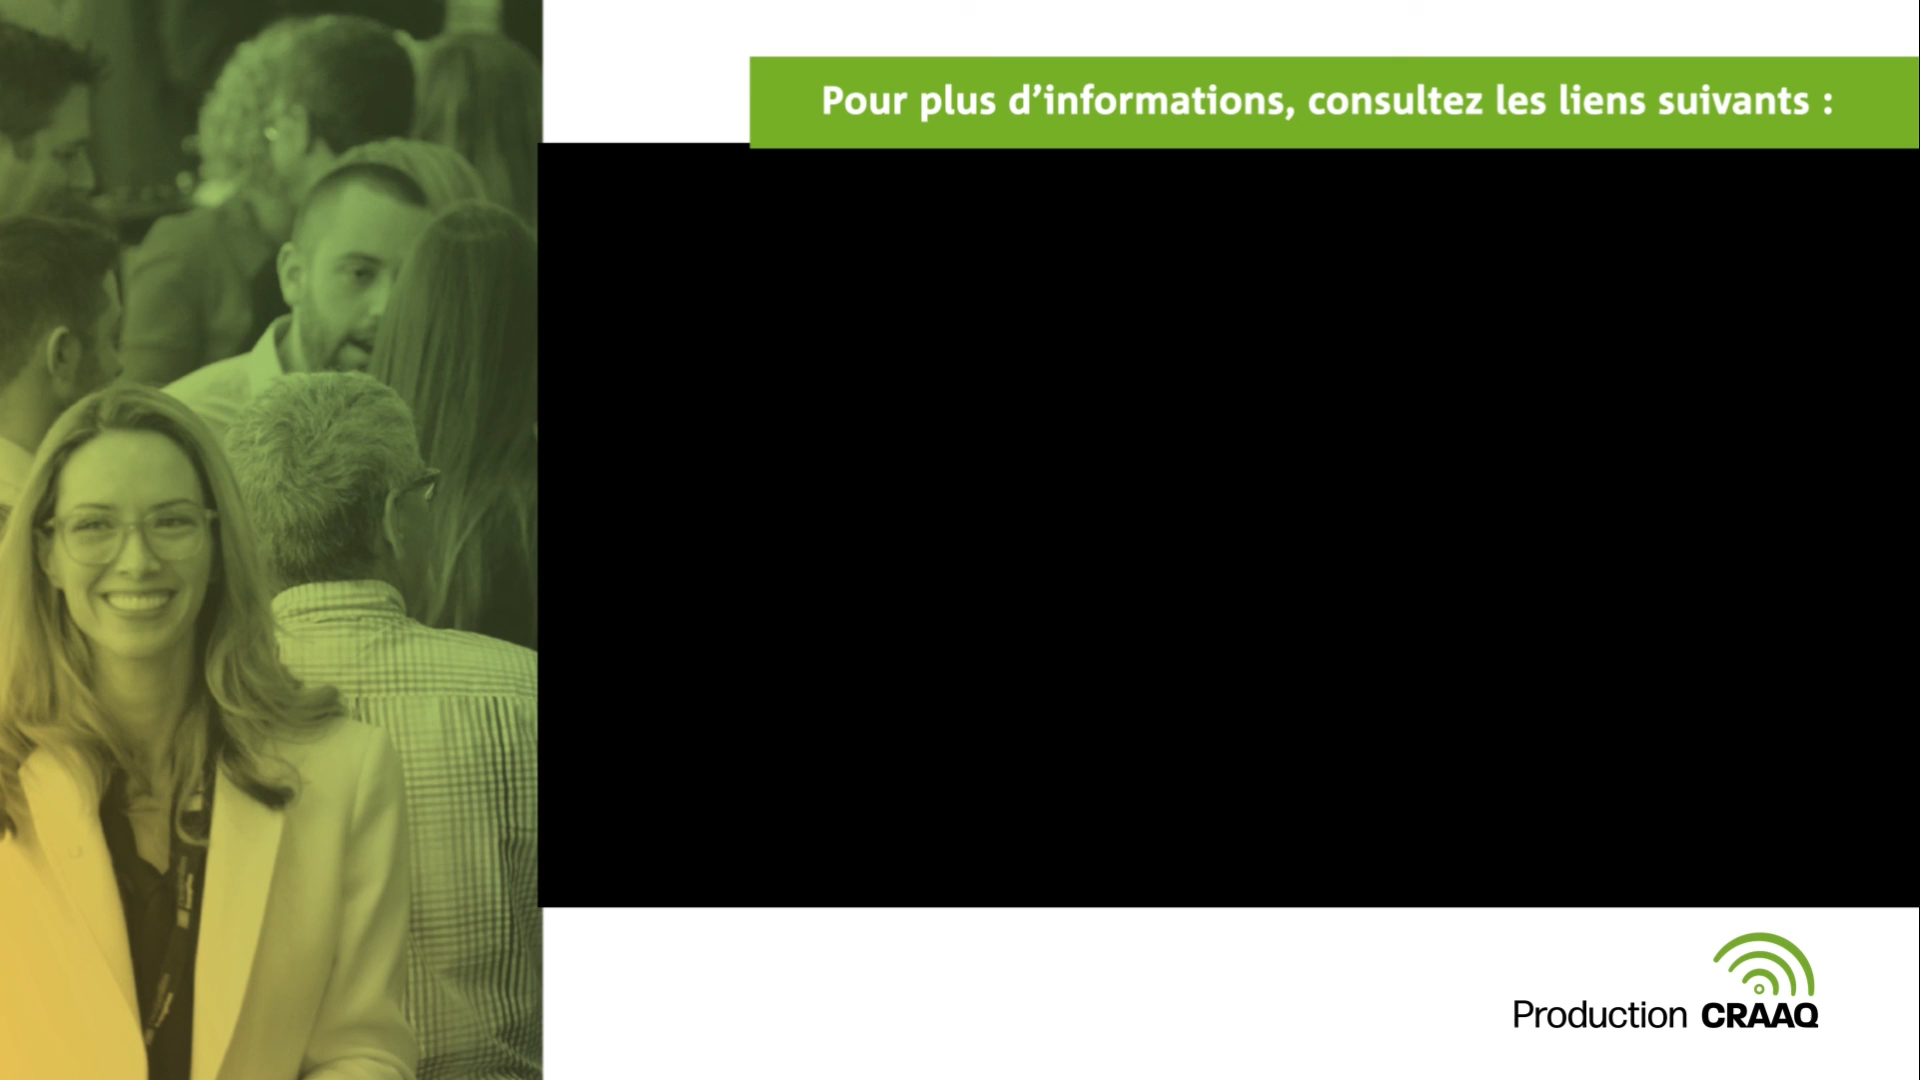 Pour plus d’informations, consultez les liens suivants :
Production CRAAQ